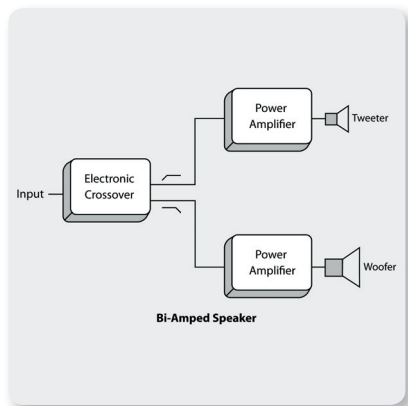 Power
Amplifier
Tweeter
Electronic
Crossover
Input
Power
Amplifier
Woofer
Bi-Amped Speaker